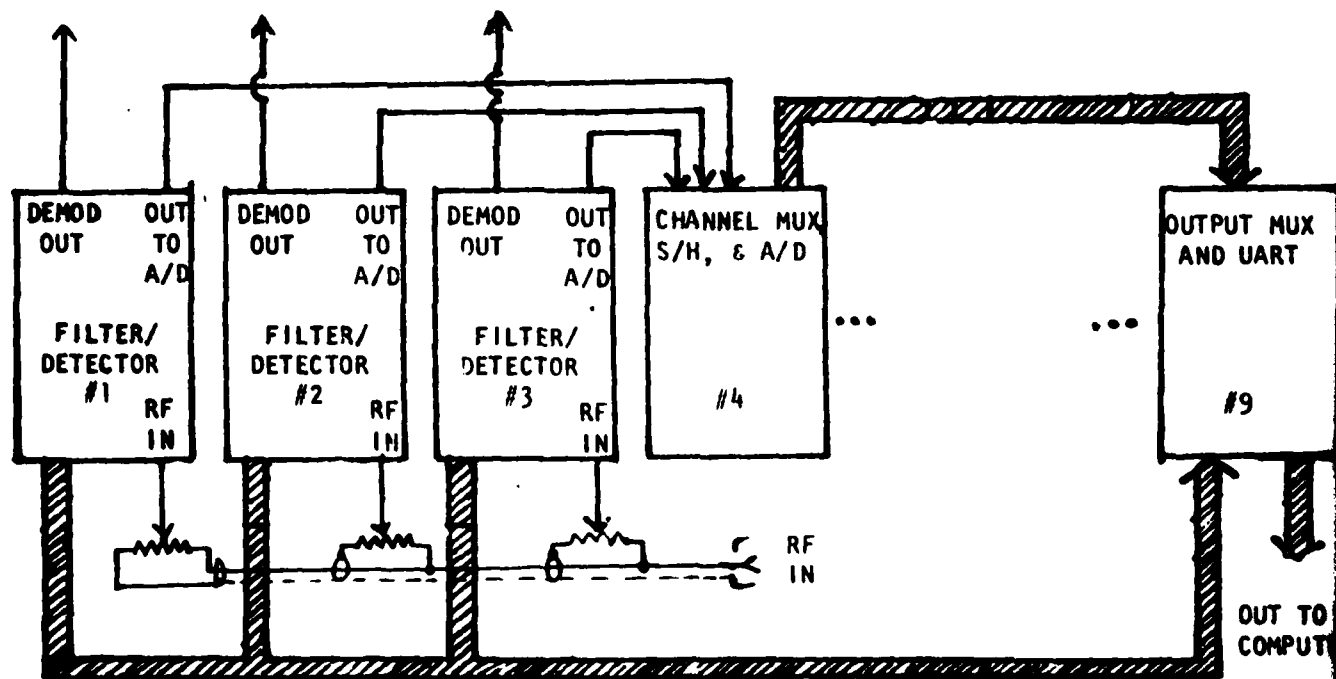 DEMOD OUT
OUT TO
A/D
FILTER/
DETECTOR
#1
RF
IN
DEMOD OUT
OUT TO
A/D
FILTER/
DETECTOR
#2
RF
IN
DEMOD OUT
OUT TO
A/D
FILTER/
DETECTOR
#3
RF
IN
CHANNEL MUX
S/H, & A/D
#4
...
...
OUTPUT MUX
AND UART
#9
RF
IN
OUT TO
COMPUT